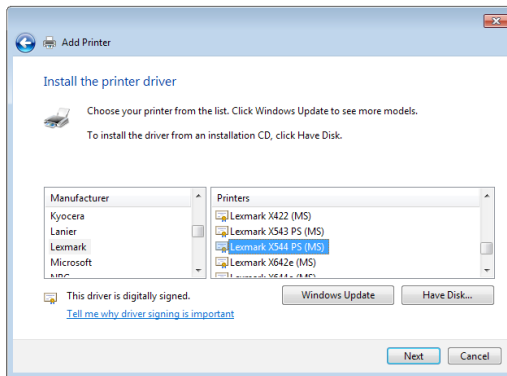 Add Printer
Install the printer driver
Choose your printer from the list. Click Windows Update to see more models.
To install the driver from an installation CD, click Have Disk.
Manufacturer
Kyocera
Lanier
Lexmark
Microsoft
Printers
Lexmark X422 (MS)
Lexmark X543 PS (MS)
Lexmark X544 PS (MS)
Lexmark X642e (MS)
This driver is digitally signed.
Tell me why driver signing is important
Windows Update
Have Disk...
Next
Cancel